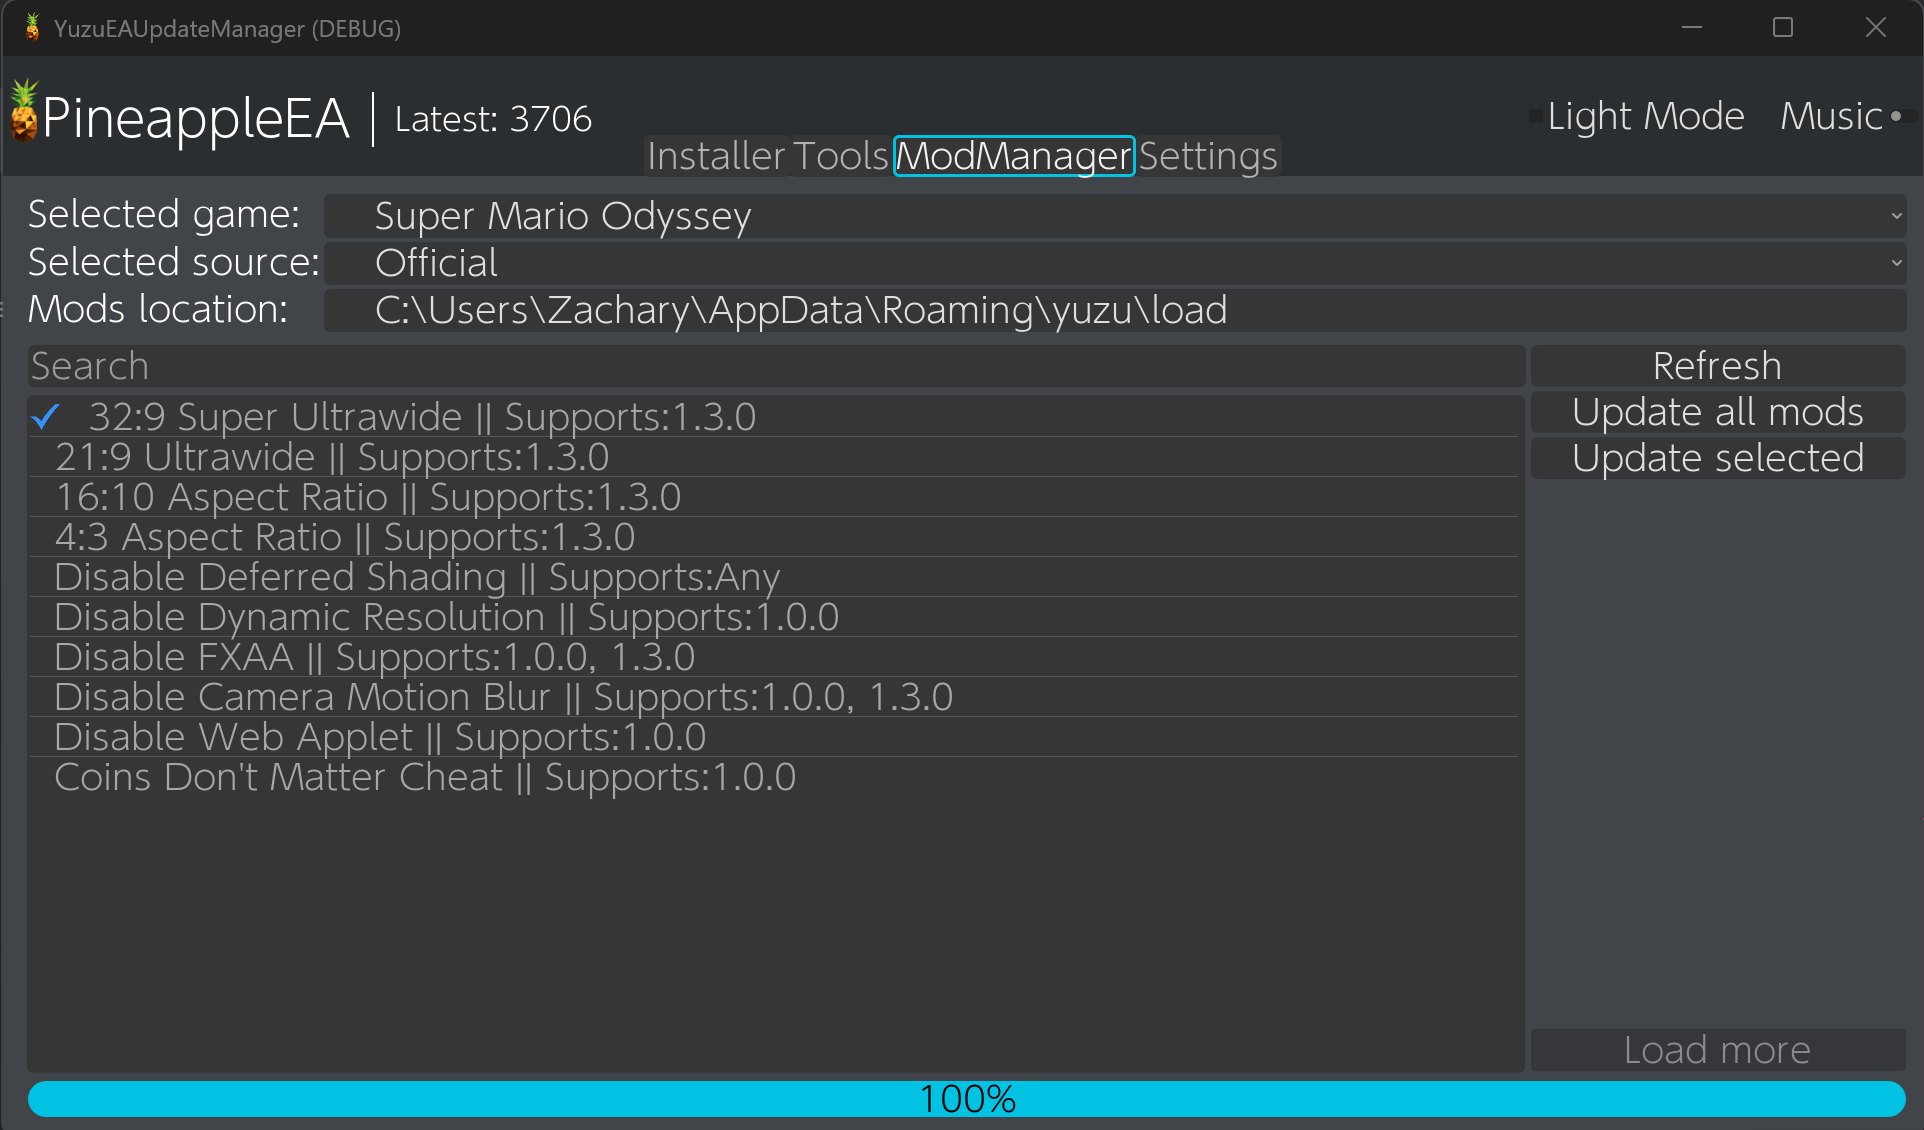 YuzuEAUpdateManager (DEBUG)
PineappleEA | Latest: 3706
Light Mode Music
Installer Tools ModManager Settings
Selected game: Super Mario Odyssey
Selected source: Official
Mods location: C:\Users\Zachary\AppData\Roaming\yuzu\load
Search
Refresh
32:9 Super Ultrawide || Supports:1.3.0
Update all mods
21:9 Ultrawide || Supports:1.3.0
Update selected
16:10 Aspect Ratio || Supports:1.3.0
4:3 Aspect Ratio || Supports:1.3.0
Disable Deferred Shading || Supports:Any
Disable Dynamic Resolution || Supports:1.0.0
Disable FXAA || Supports:1.0.0, 1.3.0
Disable Camera Motion Blur || Supports:1.0.0, 1.3.0
Disable Web Applet || Supports:1.0.0
Coins Don't Matter Cheat || Supports:1.0.0
Load more
100%